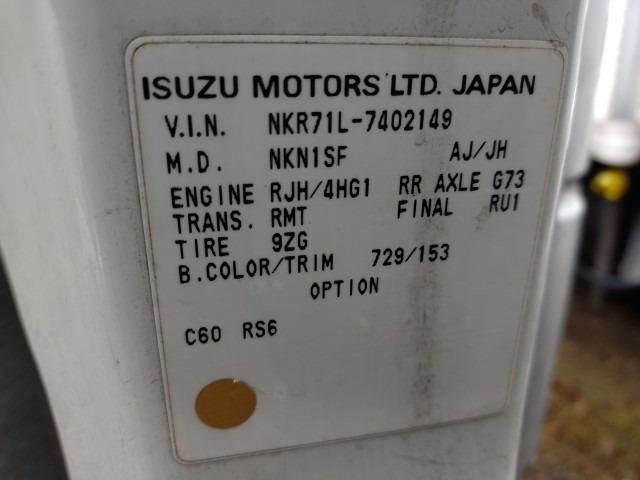 ISUZU MOTORS LTD. JAPAN
V.I.N. NKR71L-7402149
M.D. NKN1SF AJ/JH
ENGINE RJH/4HG1 RR AXLE G73
TRANS. RMT FINAL RU1
TIRE 9ZG
B.COLOR/TRIM 729/153
OPTION
C60 RS6